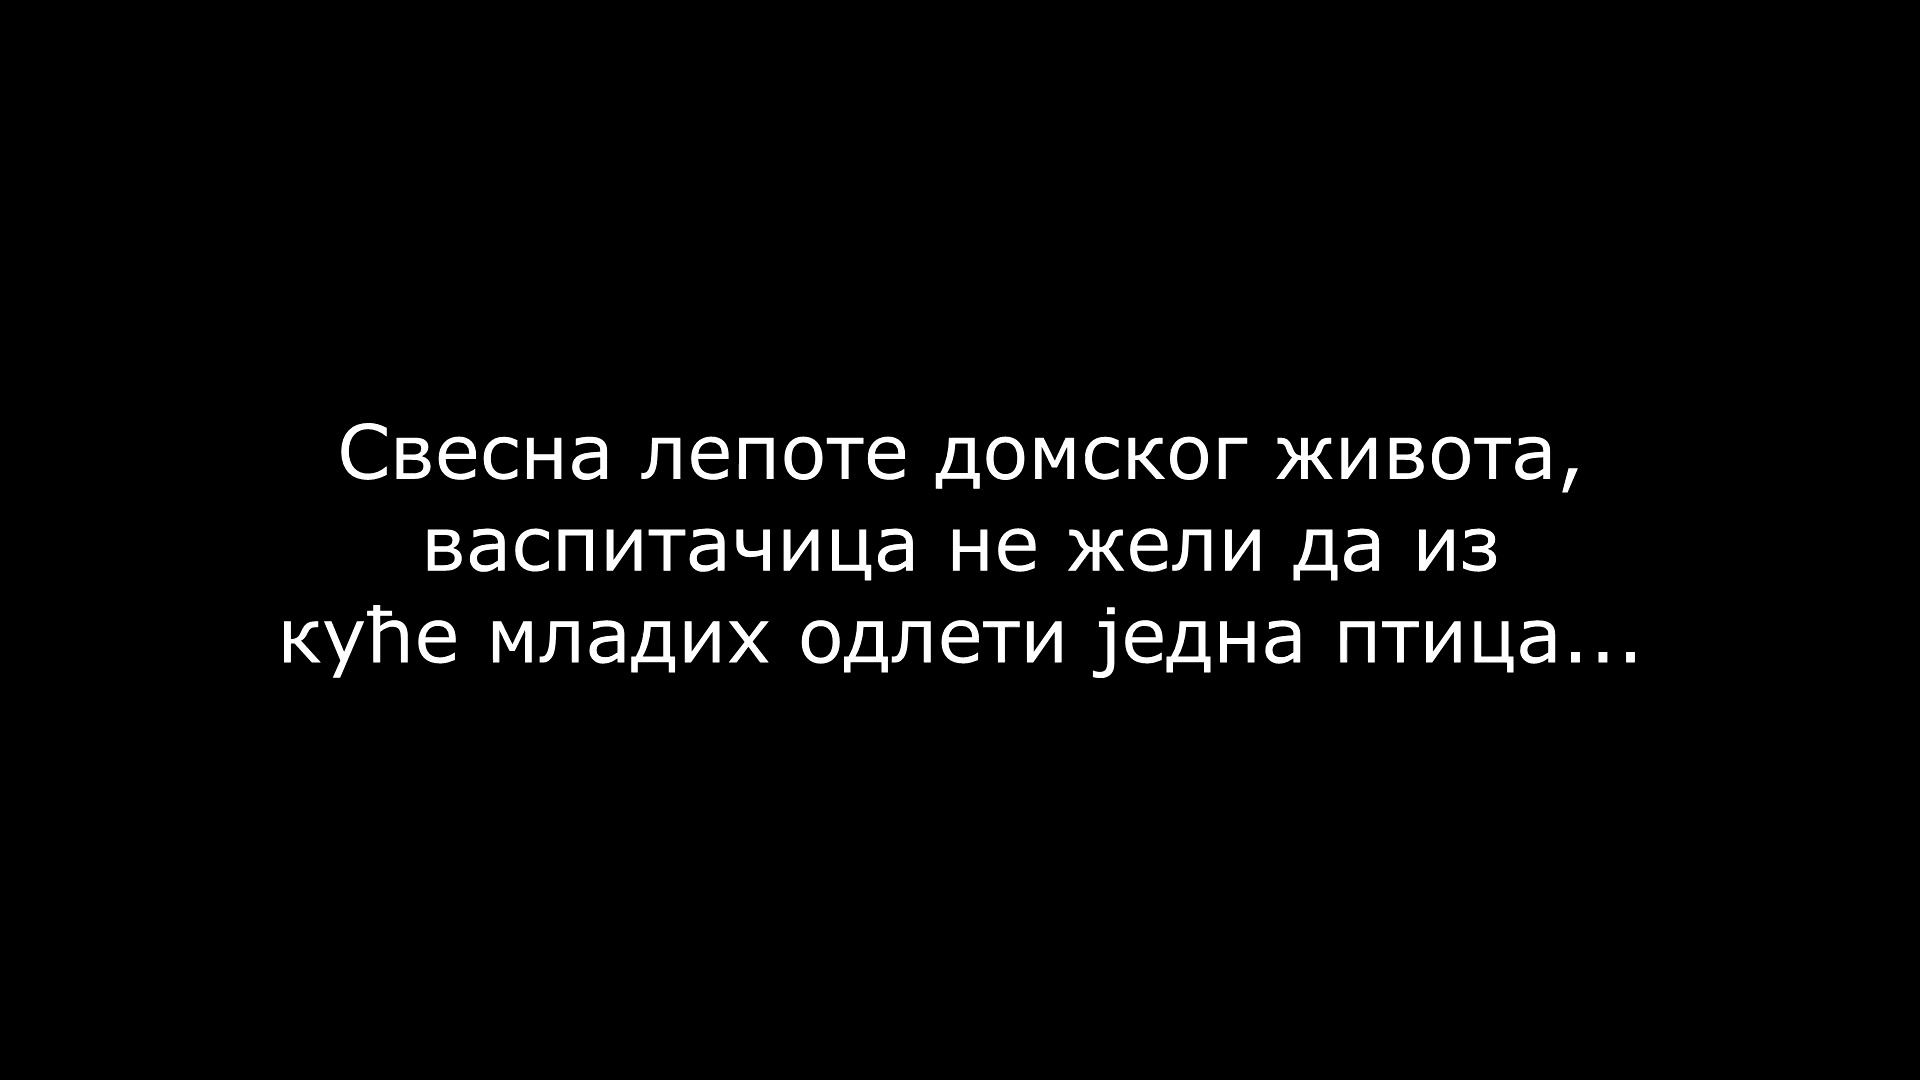 Свесна лепоте домског живота,
васпитачица не жели да из
куће младих одлети једна птица...